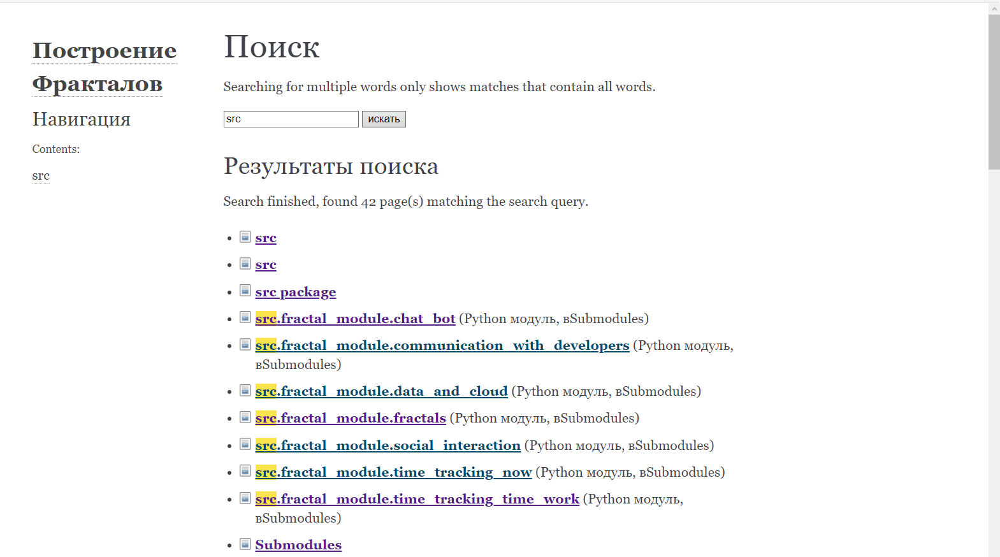 Построение
Фракталов
Навигация
Contents:
src
Поиск
Searching for multiple words only shows matches that contain all words.
src искать
Результаты поиска
Search finished, found 42 page(s) matching the search query.
src
src
src package
src.fractal_module.chat_bot (Python модуль, вSubmodules)
src.fractal_module.communication_with_developers (Python модуль,
вSubmodules)
src.fractal_module.data_and_cloud (Python модуль, вSubmodules)
src.fractal_module.fractals (Python модуль, вSubmodules)
src.fractal_module.social_interaction (Python модуль, вSubmodules)
src.fractal_module.time_tracking_now (Python модуль, вSubmodules)
src.fractal_module.time_tracking_time_work (Python модуль,
вSubmodules)
Submodules